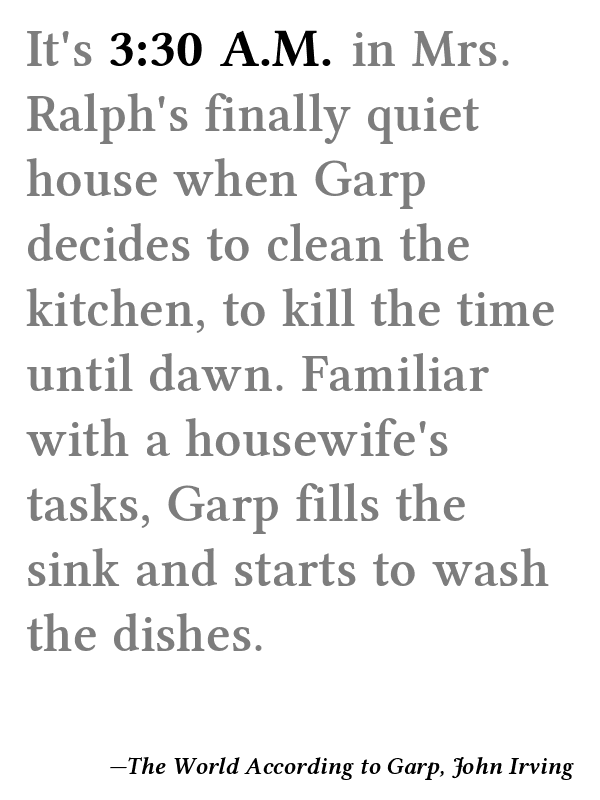 It's 3:30 A.M. in Mrs.
Ralph's finally quiet
house when Garp
decides to clean the
kitchen, to kill the time
until dawn. Familiar
with a housewife's
tasks, Garp fills the
sink and starts to wash
the dishes.
—The World According to Garp, John Irving